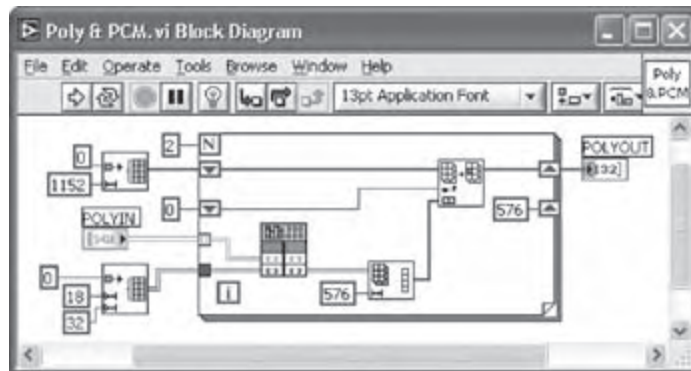 Poly & PCM.vi Block Diagram
File Edit Operate Tools Browse Window Help
13pt Application Font
Poly
& PCM
2 N
0
1152
POLYOUT
[I32]
0
576
POLYIN
0
18
32
i
576